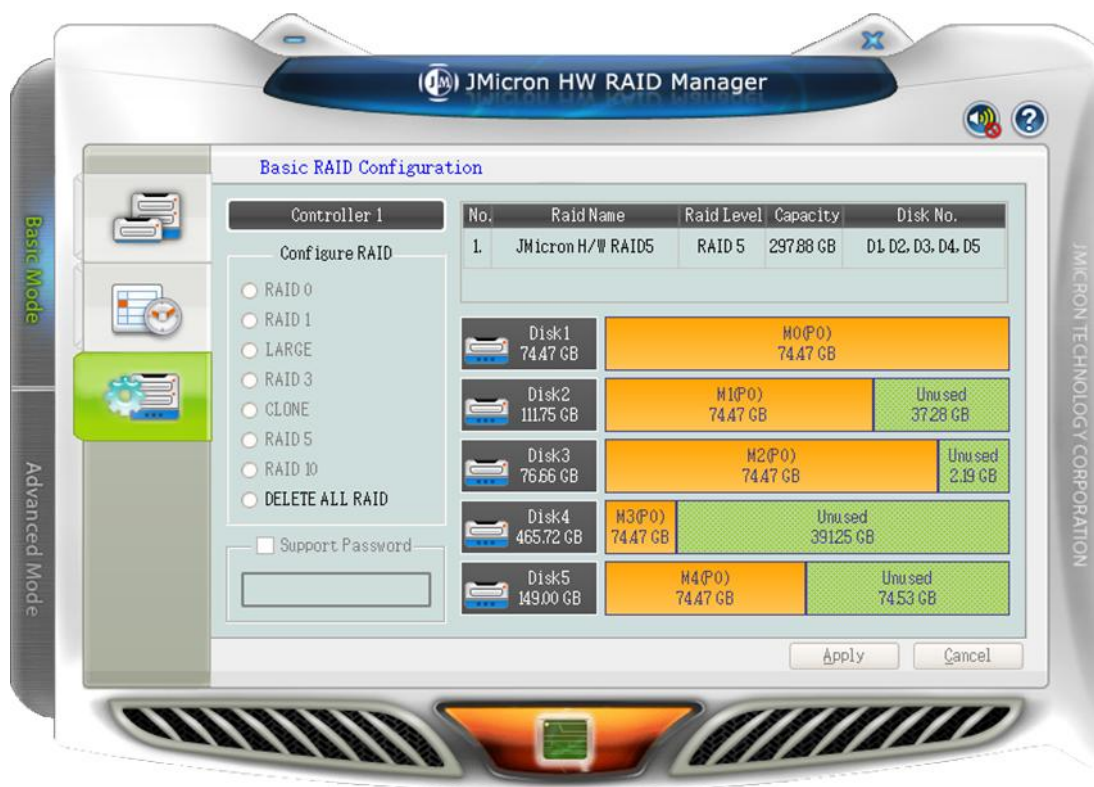 JMicron HW RAID Manager
Basic RAID Configuration
Basic Mode
Advanced Mode
Controller 1
Configure RAID
RAID 0
RAID 1
LARGE
RAID 3
CLONE
RAID 5
RAID 10
DELETE ALL RAID
Support Password
No. Raid Name Raid Level Capacity Disk No.
1. JMicron H/W RAID5 RAID 5 297.88 GB D1, D2, D3, D4, D5
Disk1
74.47 GB
M0(P0)
74.47 GB
Disk2
111.75 GB
M1(P0)
74.47 GB
Unused
37.28 GB
Disk3
76.66 GB
M2(P0)
74.47 GB
Unused
2.19 GB
Disk4
465.72 GB
M3(P0)
74.47 GB
Unused
391.25 GB
Disk5
149.00 GB
M4(P0)
74.47 GB
Unused
74.53 GB
Apply
Cancel
JMICRON TECHNOLOGY CORPORATION